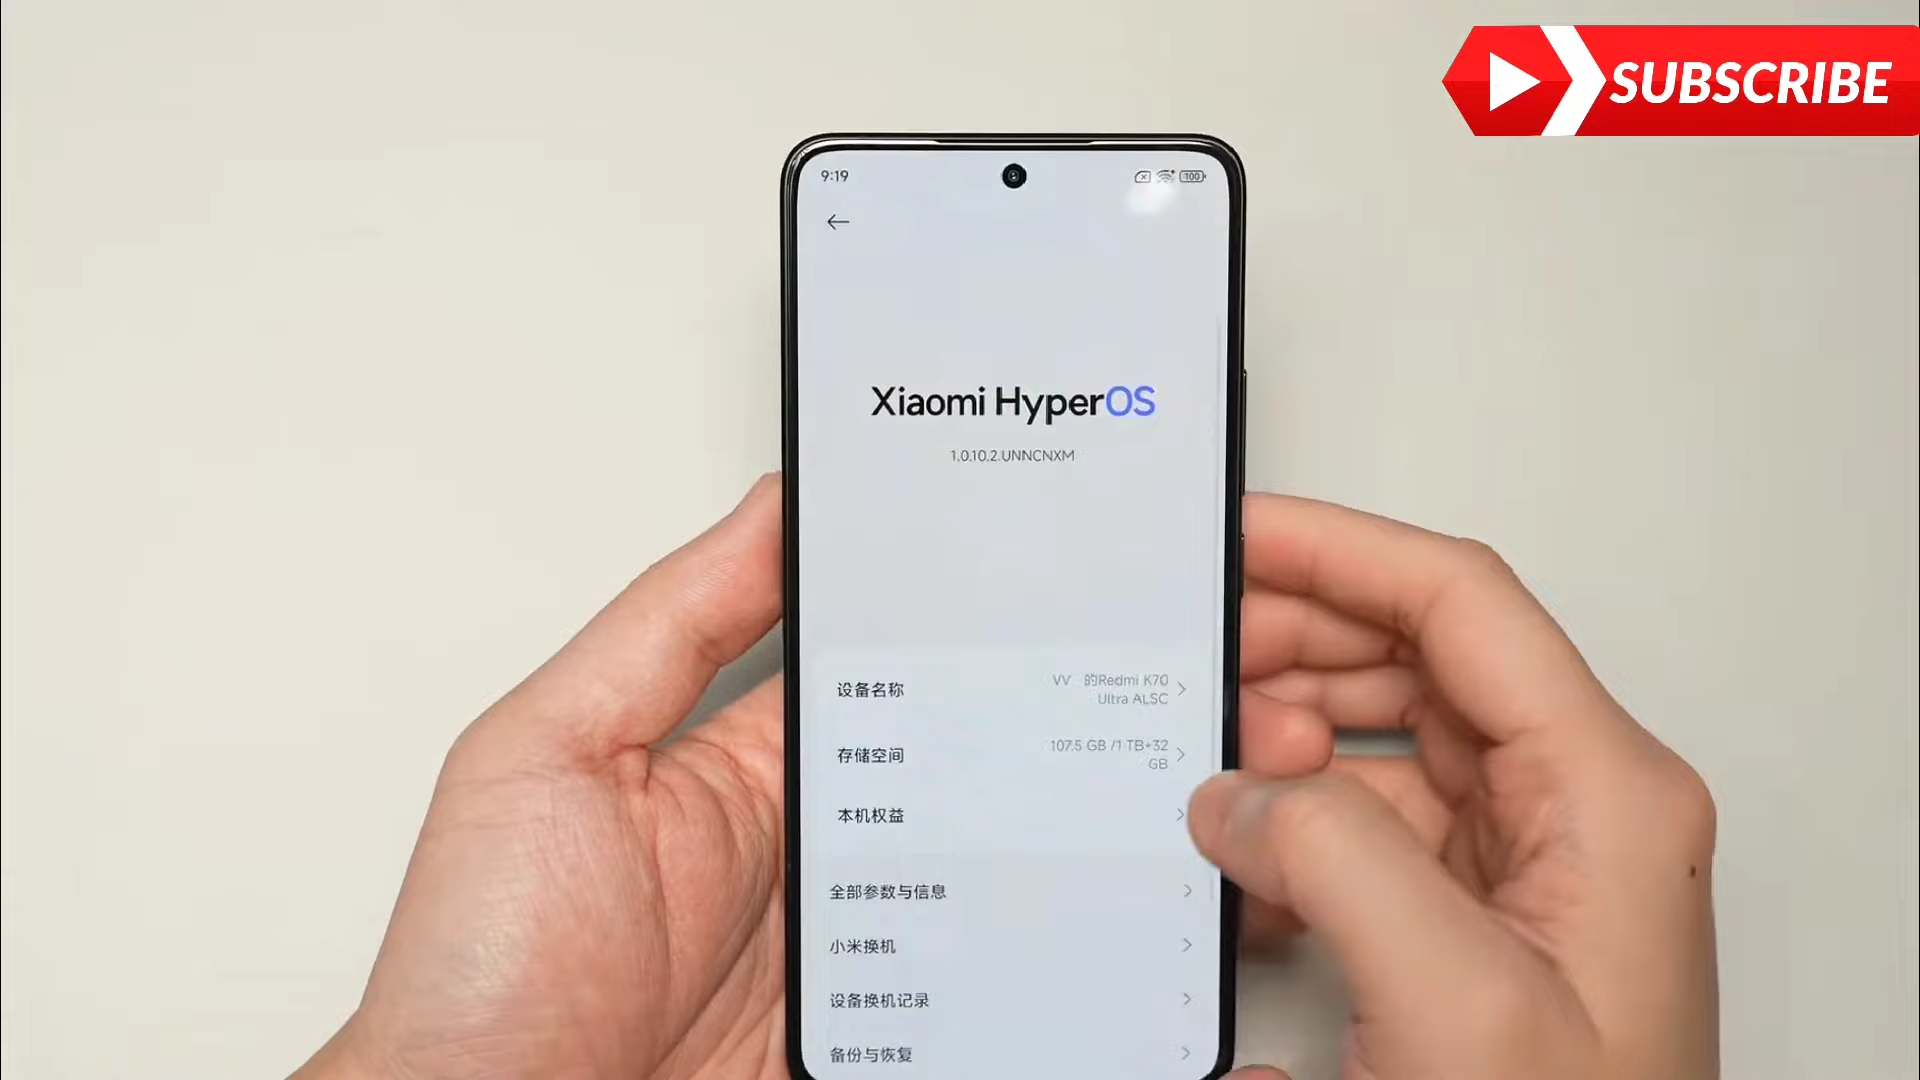 SUBSCRIBE
9:19
100
Xiaomi HyperOS
1.0.10.2.UNNCNXM
设备名称
VV 的Redmi K70
Ultra ALSC
存储空间
107.5 GB /1 TB+32
GB
本机权益
全部参数与信息
小米换机
设备换机记录
备份与恢复